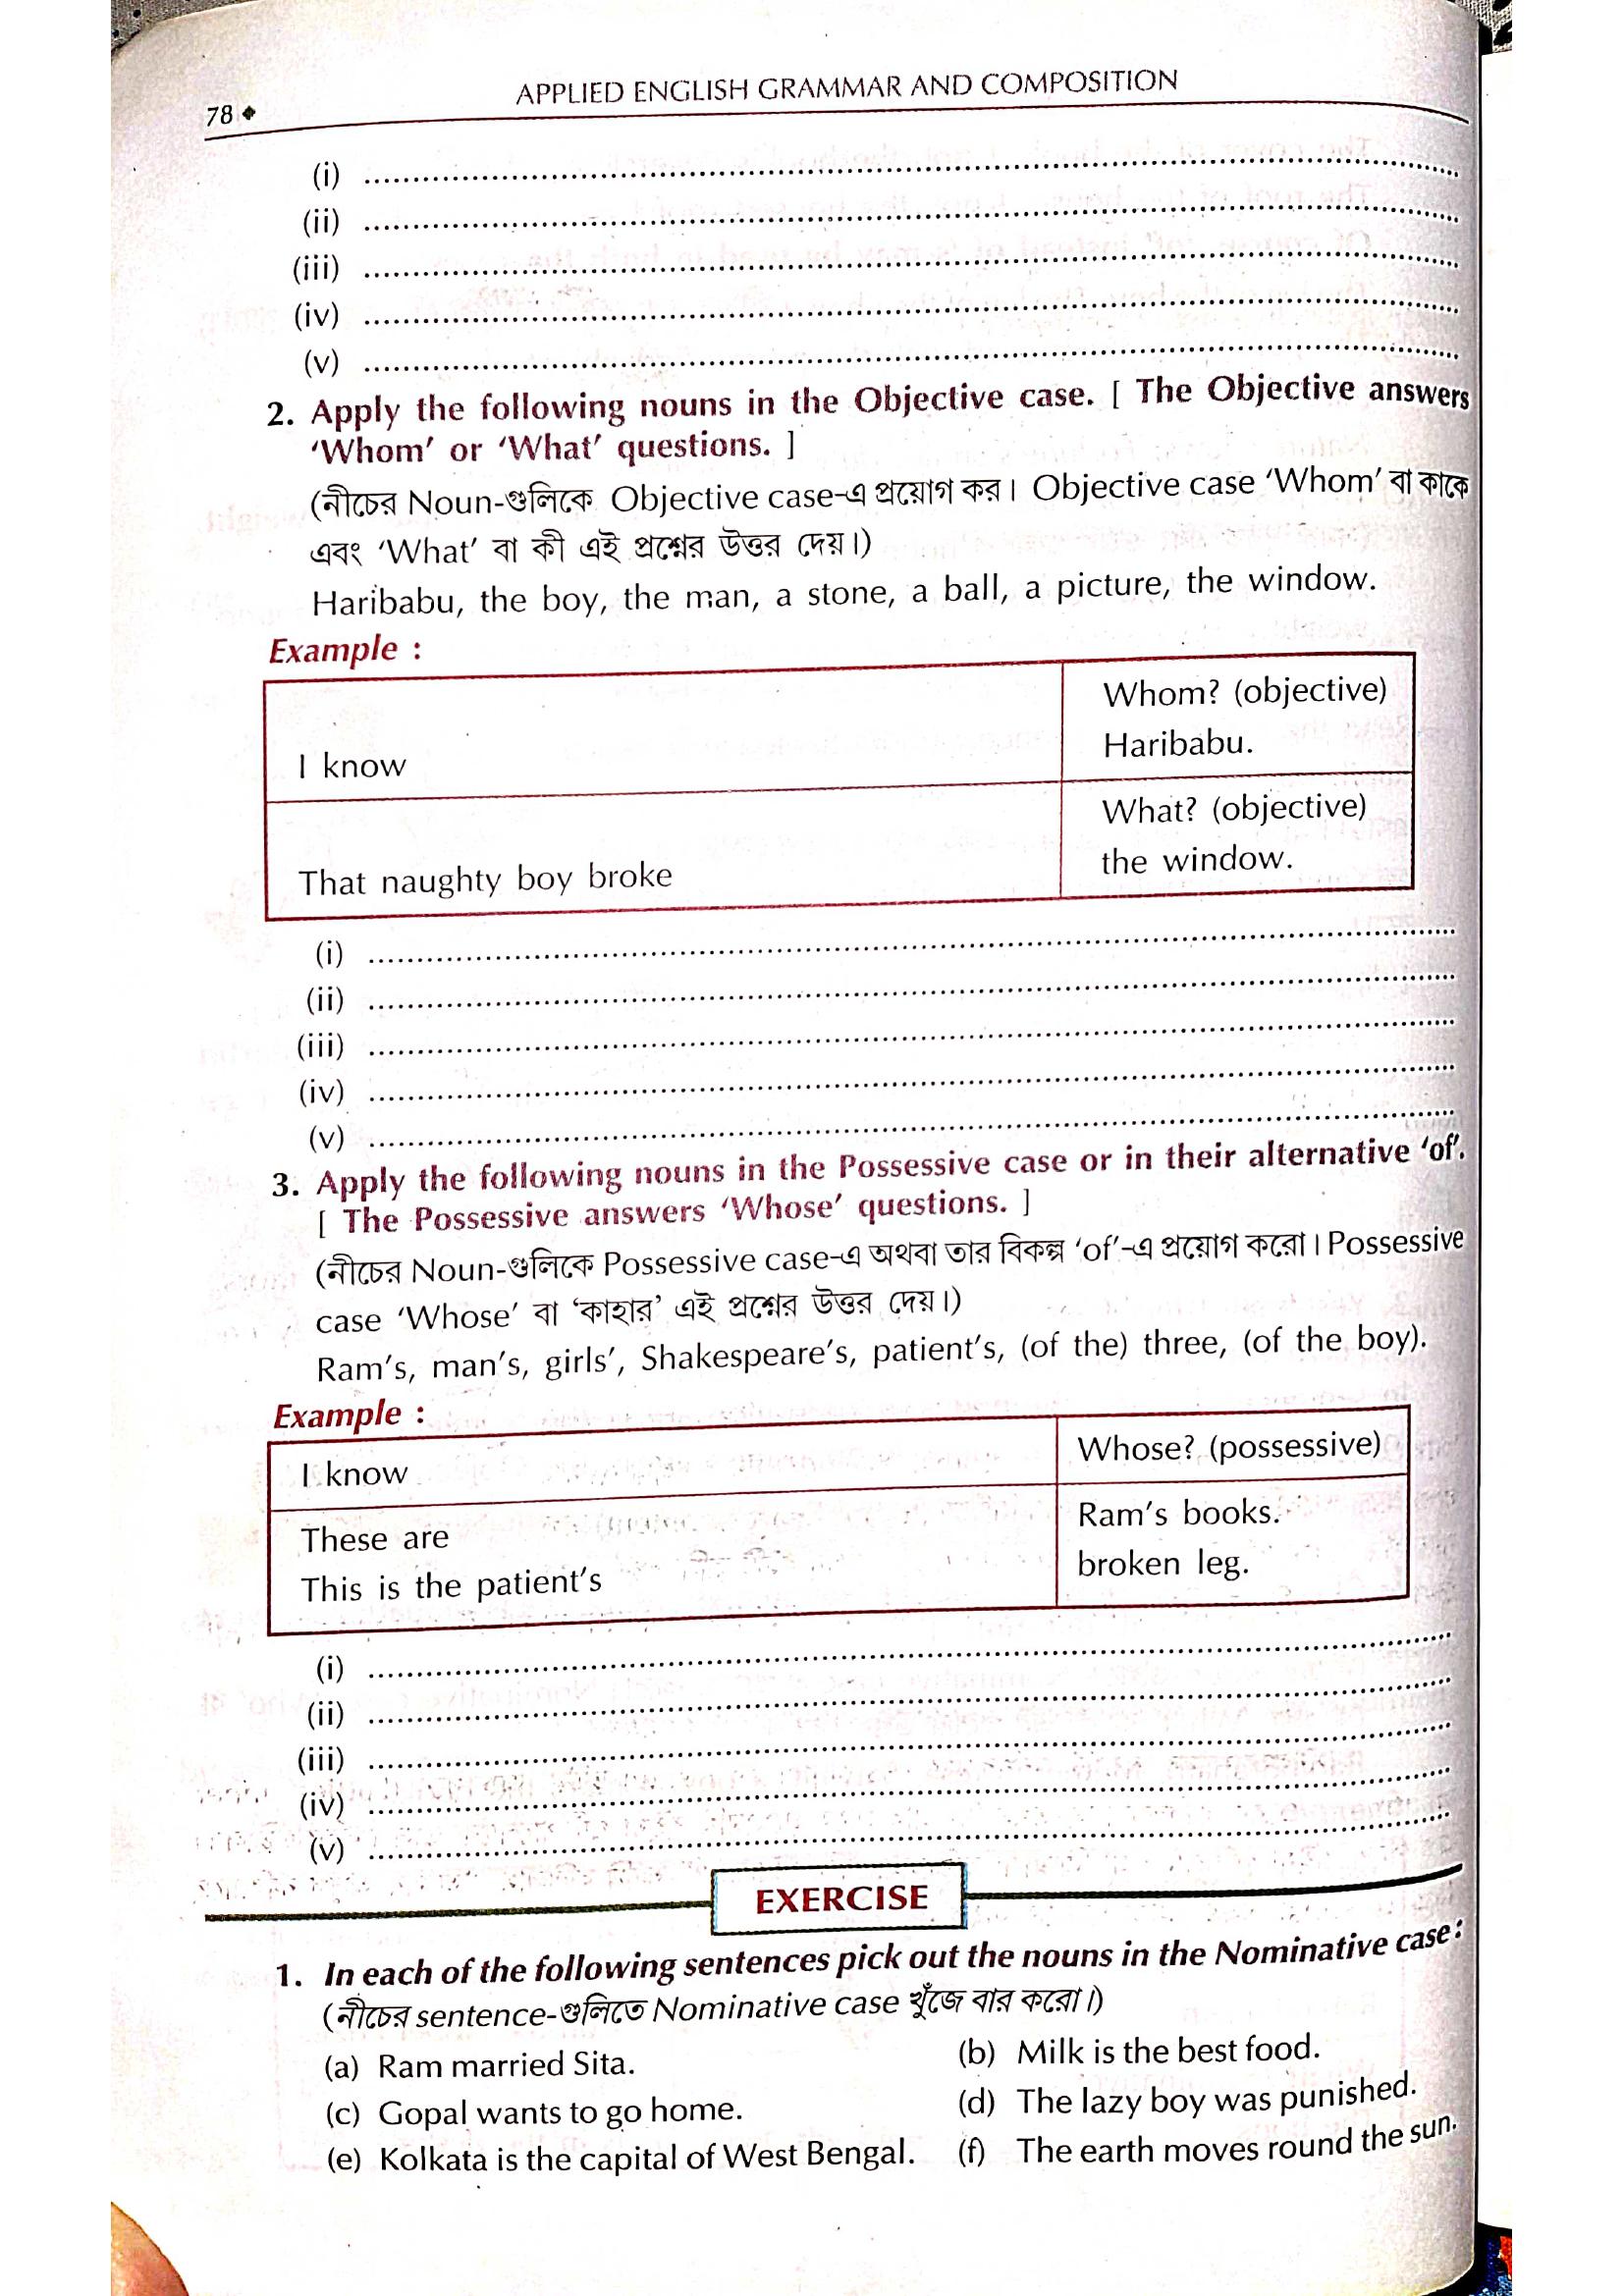 78 ◆
APPLIED ENGLISH GRAMMAR AND COMPOSITION
(i) ....................
(ii) ....................
(iii) ....................
(iv) ....................
(v) ....................
2. Apply the following nouns in the Objective case. [ The Objective answers
‘Whom’ or ‘What’ questions. ]
(নীচের Noun-গুলিকে Objective case-এ প্রয়োগ কর। Objective case ‘Whom’ বা কাকে
এবং ‘What’ বা কী এই প্রশ্নের উত্তর দেয়।)
Haribabu, the boy, the man, a stone, a ball, a picture, the window.
Example :
Whom? (objective)
I know Haribabu.
What? (objective)
That naughty boy broke the window.
(i) ....................
(ii) ....................
(iii) ....................
(iv) ....................
(v) ....................
3. Apply the following nouns in the Possessive case or in their alternative ‘of’.
[ The Possessive answers ‘Whose’ questions. ]
(নীচের Noun-গুলিকে Possessive case-এ অথবা তার বিকল্প ‘of’-এ প্রয়োগ করো। Possessive
case ‘Whose’ বা ‘কাহার’ এই প্রশ্নের উত্তর দেয়।)
Ram’s, man’s, girls’, Shakespeare’s, patient’s, (of the) three, (of the boy).
Example :
I know Whose? (possessive)
These are Ram’s books.
This is the patient’s broken leg.
(i) ....................
(ii) ....................
(iii) ....................
(iv) ....................
(v) ....................
EXERCISE
1. In each of the following sentences pick out the nouns in the Nominative case :
(নীচের sentence-গুলিতে Nominative case খুঁজে বার করো।)
(a) Ram married Sita. (b) Milk is the best food.
(c) Gopal wants to go home. (d) The lazy boy was punished.
(e) Kolkata is the capital of West Bengal. (f) The earth moves round the sun.